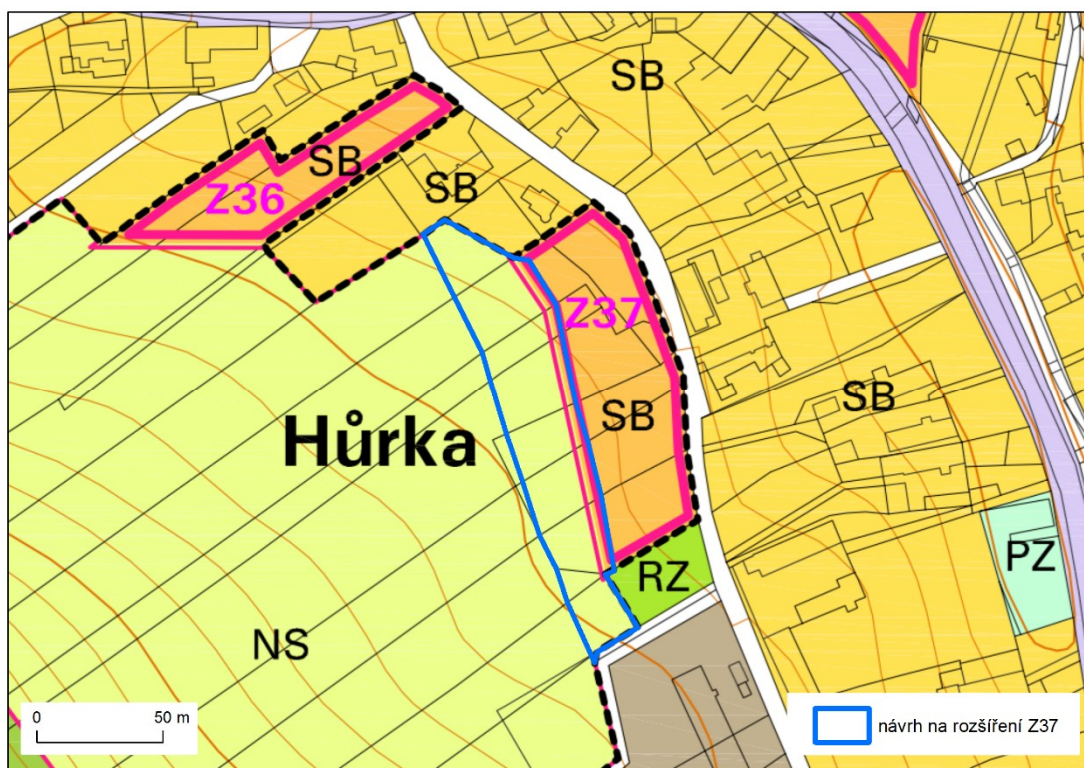 SB
SB
Z36
SB
Z37
SB
SB
Hůrka
PZ
RZ
NS
0 50 m
návrh na rozšíření Z37